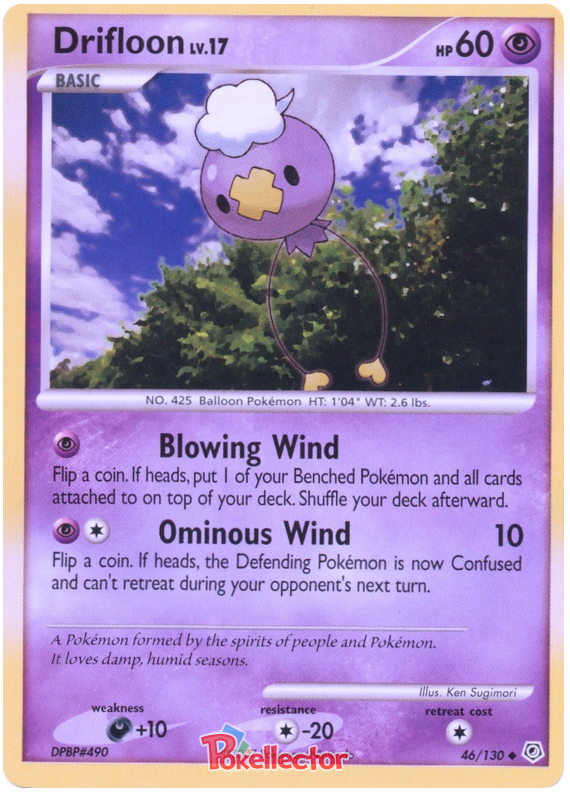 Drifloon LV.17 HP 60
BASIC
NO. 425 Balloon Pokémon HT: 1'04" WT: 2.6 lbs.
Blowing Wind
Flip a coin. If heads, put 1 of your Benched Pokémon and all cards
attached to on top of your deck. Shuffle your deck afterward.
Ominous Wind 10
Flip a coin. If heads, the Defending Pokémon is now Confused
and can't retreat during your opponent's next turn.
A Pokémon formed by the spirits of people and Pokémon.
It loves damp, humid seasons.
Illus. Ken Sugimori
weakness resistance retreat cost
+10 -20
DPBP#490 Pokellector 46/130